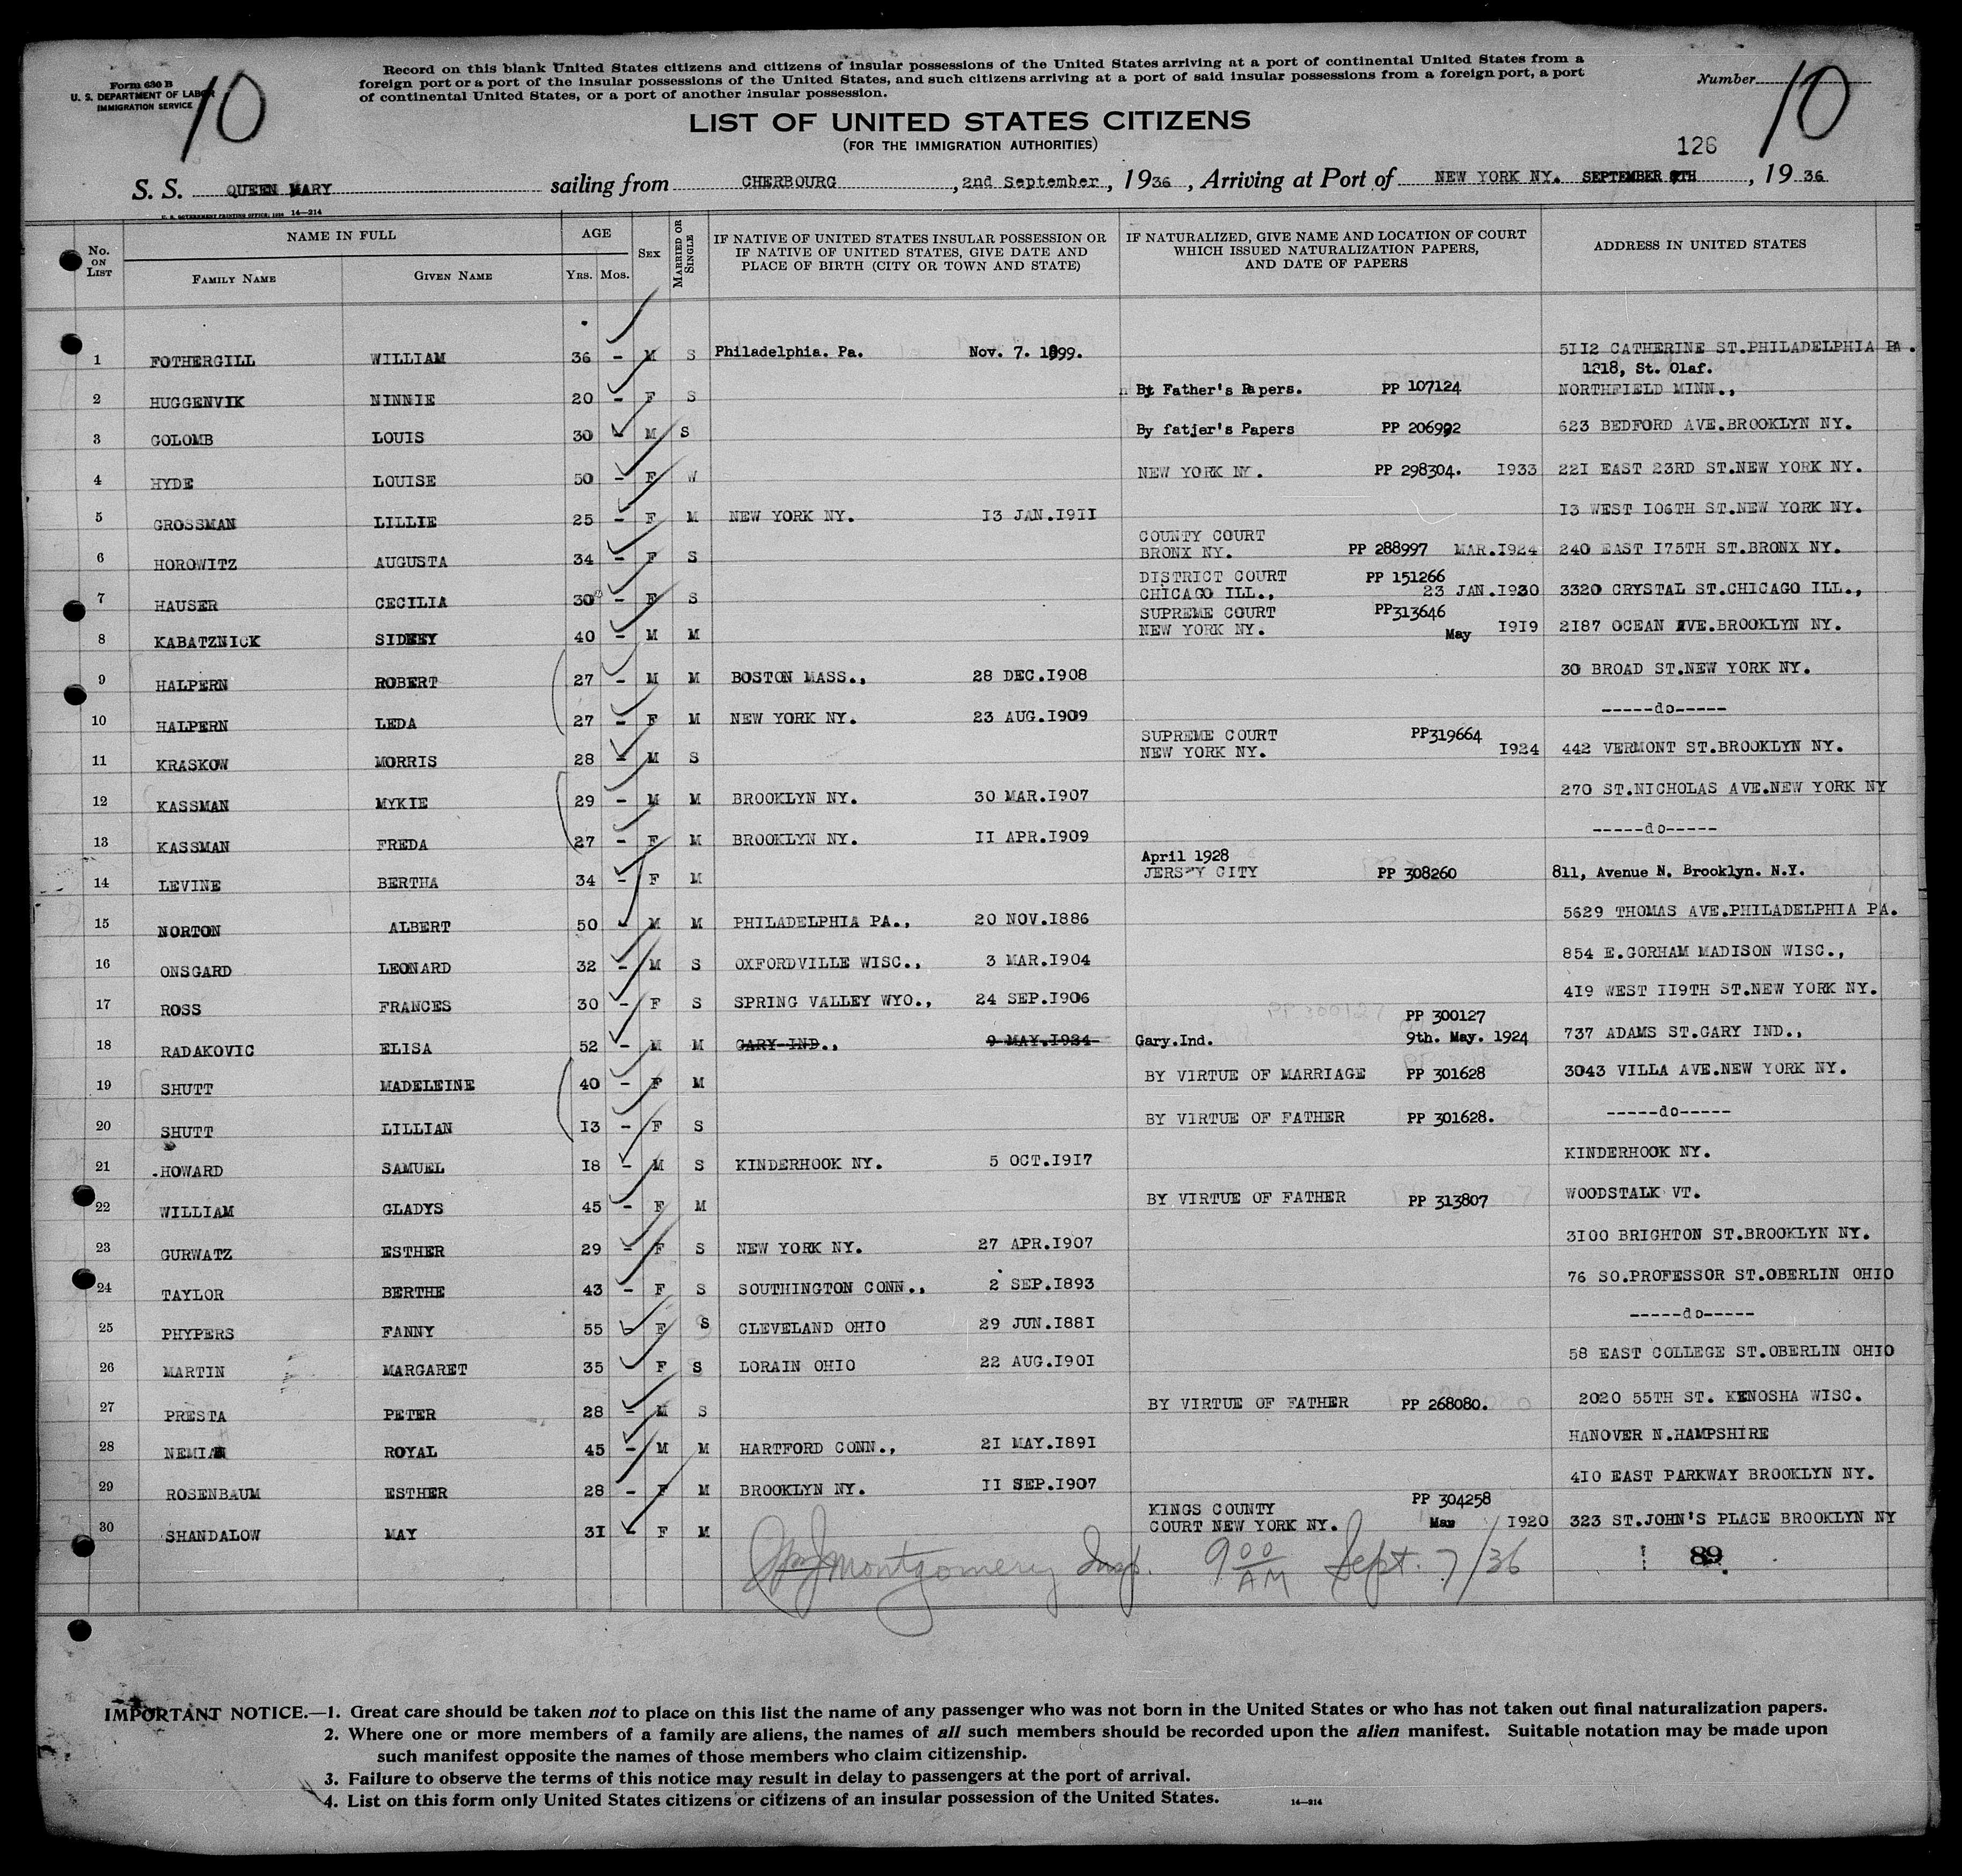 Form 630 B
U. S. DEPARTMENT OF LABOR
IMMIGRATION SERVICE
10
Record on this blank United States citizens and citizens of insular possessions of the United States arriving at a port of continental United States from a
foreign port or a port of the insular possessions of the United States, and such citizens arriving at a port of said insular possessions from a foreign port, a port
of continental United States, or a port of another insular possession.
Number 10
LIST OF UNITED STATES CITIZENS
(FOR THE IMMIGRATION AUTHORITIES)
126
S. S. QUEEN MARY sailing from CHERBOURG, 2nd September, 1936, Arriving at Port of NEW YORK NY. SEPTEMBER 7TH, 1936
U. S. GOVERNMENT PRINTING OFFICE: 14—214
No. ON LIST NAME IN FULL FAMILY NAME GIVEN NAME AGE YRS. MOS. SEX MARRIED OR SINGLE IF NATIVE OF UNITED STATES INSULAR POSSESSION OR IF NATIVE OF UNITED STATES, GIVE DATE AND PLACE OF BIRTH (CITY OR TOWN AND STATE) IF NATURALIZED, GIVE NAME AND LOCATION OF COURT WHICH ISSUED NATURALIZATION PAPERS, AND DATE OF PAPERS ADDRESS IN UNITED STATES
1 FOTHERGILL WILLIAM 36 – M S Philadelphia. Pa. Nov. 7. 1899. 5112 CATHERINE ST.PHILADELPHIA PA.
1218, St. Olaf.
2 HUGGENVIK NINNIE 20 – F S By Father's Papers. PP 107124 NORTHFIELD MINN.,
3 GOLOMB LOUIS 30 – M S By fatjer's Papers PP 206992 623 BEDFORD AVE.BROOKLYN NY.
4 HYDE LOUISE 50 – F W NEW YORK NY. PP 298304. 1933 221 EAST 23RD ST.NEW YORK NY.
5 GROSSMAN LILLIE 25 – F M NEW YORK NY. 13 JAN.1911 13 WEST 106TH ST.NEW YORK NY.
COUNTY COURT
6 HOROWITZ AUGUSTA 34 – F S BRONX NY. PP 288997 MAR.1924 240 EAST 175TH ST.BRONX NY.
DISTRICT COURT PP 151266
7 HAUSER CECILIA 30 – F S CHICAGO ILL., 23 JAN.1930 3320 CRYSTAL ST.CHICAGO ILL.,
SUPREME COURT PP313646
8 KABATZNICK SIDNEY 40 – M M NEW YORK NY. May 1919 2187 OCEAN AVE.BROOKLYN NY.
9 HALPERN ROBERT 27 – M M BOSTON MASS., 28 DEC.1908 30 BROAD ST.NEW YORK NY.
10 HALPERN LEDA 27 – F M NEW YORK NY. 23 AUG.1909 -----do-----
SUPREME COURT PP319664
11 KRASKOW MORRIS 28 – M S NEW YORK NY. 1924 442 VERMONT ST.BROOKLYN NY.
12 KASSMAN MYKIE 29 – M M BROOKLYN NY. 30 MAR.1907 270 ST.NICHOLAS AVE.NEW YORK NY
13 KASSMAN FREDA 27 – F M BROOKLYN NY. 11 APR.1909 -----do-----
April 1928
14 LEVINE BERTHA 34 – F M JERSEY CITY PP 308260 811, Avenue N. Brooklyn. N.Y.
15 NORTON ALBERT 50 M M PHILADELPHIA PA., 20 NOV.1886 5629 THOMAS AVE.PHILADELPHIA PA.
16 ONSGARD LEONARD 32 – M S OXFORDVILLE WISC., 3 MAR.1904 854 E.GORHAM MADISON WISC.,
17 ROSS FRANCES 30 – F S SPRING VALLEY WYO., 24 SEP.1906 419 WEST 119TH ST.NEW YORK NY.
PP 300127
18 RADAKOVIC ELISA 52 – M M GARY IND., 9 MAY.1924 Gary.Ind. 9th. May. 1924 737 ADAMS ST.GARY IND.,
19 SHUTT MADELEINE 40 – F M BY VIRTUE OF MARRIAGE PP 301628 3043 VILLA AVE.NEW YORK NY.
20 SHUTT LILLIAN 13 – F S BY VIRTUE OF FATHER PP 301628. -----do-----
21 HOWARD SAMUEL 18 – M S KINDERHOOK NY. 5 OCT.1917 KINDERHOOK NY.
22 WILLIAM GLADYS 45 – F M BY VIRTUE OF FATHER PP 313807 WOODSTALK VT.
23 GURWATZ ESTHER 29 – F S NEW YORK NY. 27 APR.1907 3100 BRIGHTON ST.BROOKLYN NY.
24 TAYLOR BERTHE 43 – F S SOUTHINGTON CONN., 2 SEP.1893 76 SO.PROFESSOR ST.OBERLIN OHIO
25 PHYPERS FANNY 55 – F S CLEVELAND OHIO 29 JUN.1881 -----do-----
26 MARTIN MARGARET 35 F S LORAIN OHIO 22 AUG.1901 58 EAST COLLEGE ST.OBERLIN OHIO
27 PRESTA PETER 28 – M S BY VIRTUE OF FATHER PP 268080. 2020 55TH ST. KENOSHA WISC.
28 NEMIAH ROYAL 45 – M M HARTFORD CONN., 21 MAY.1891 HANOVER N.HAMPSHIRE
29 ROSENBAUM ESTHER 28 – F M BROOKLYN NY. 11 SEP.1907 410 EAST PARKWAY BROOKLYN NY.
KINGS COUNTY PP 304258
30 SHANDALOW MAY 31 – F M COURT NEW YORK NY. Mar 1920 323 ST.JOHN'S PLACE BROOKLYN NY
Montgomery Insp. 9 00 AM Sept. 7/36 89
IMPORTANT NOTICE.—1. Great care should be taken not to place on this list the name of any passenger who was not born in the United States or who has not taken out final naturalization papers.
2. Where one or more members of a family are aliens, the names of all such members should be recorded upon the alien manifest. Suitable notation may be made upon
such manifest opposite the names of those members who claim citizenship.
3. Failure to observe the terms of this notice may result in delay to passengers at the port of arrival.
4. List on this form only United States citizens or citizens of an insular possession of the United States. 14—214